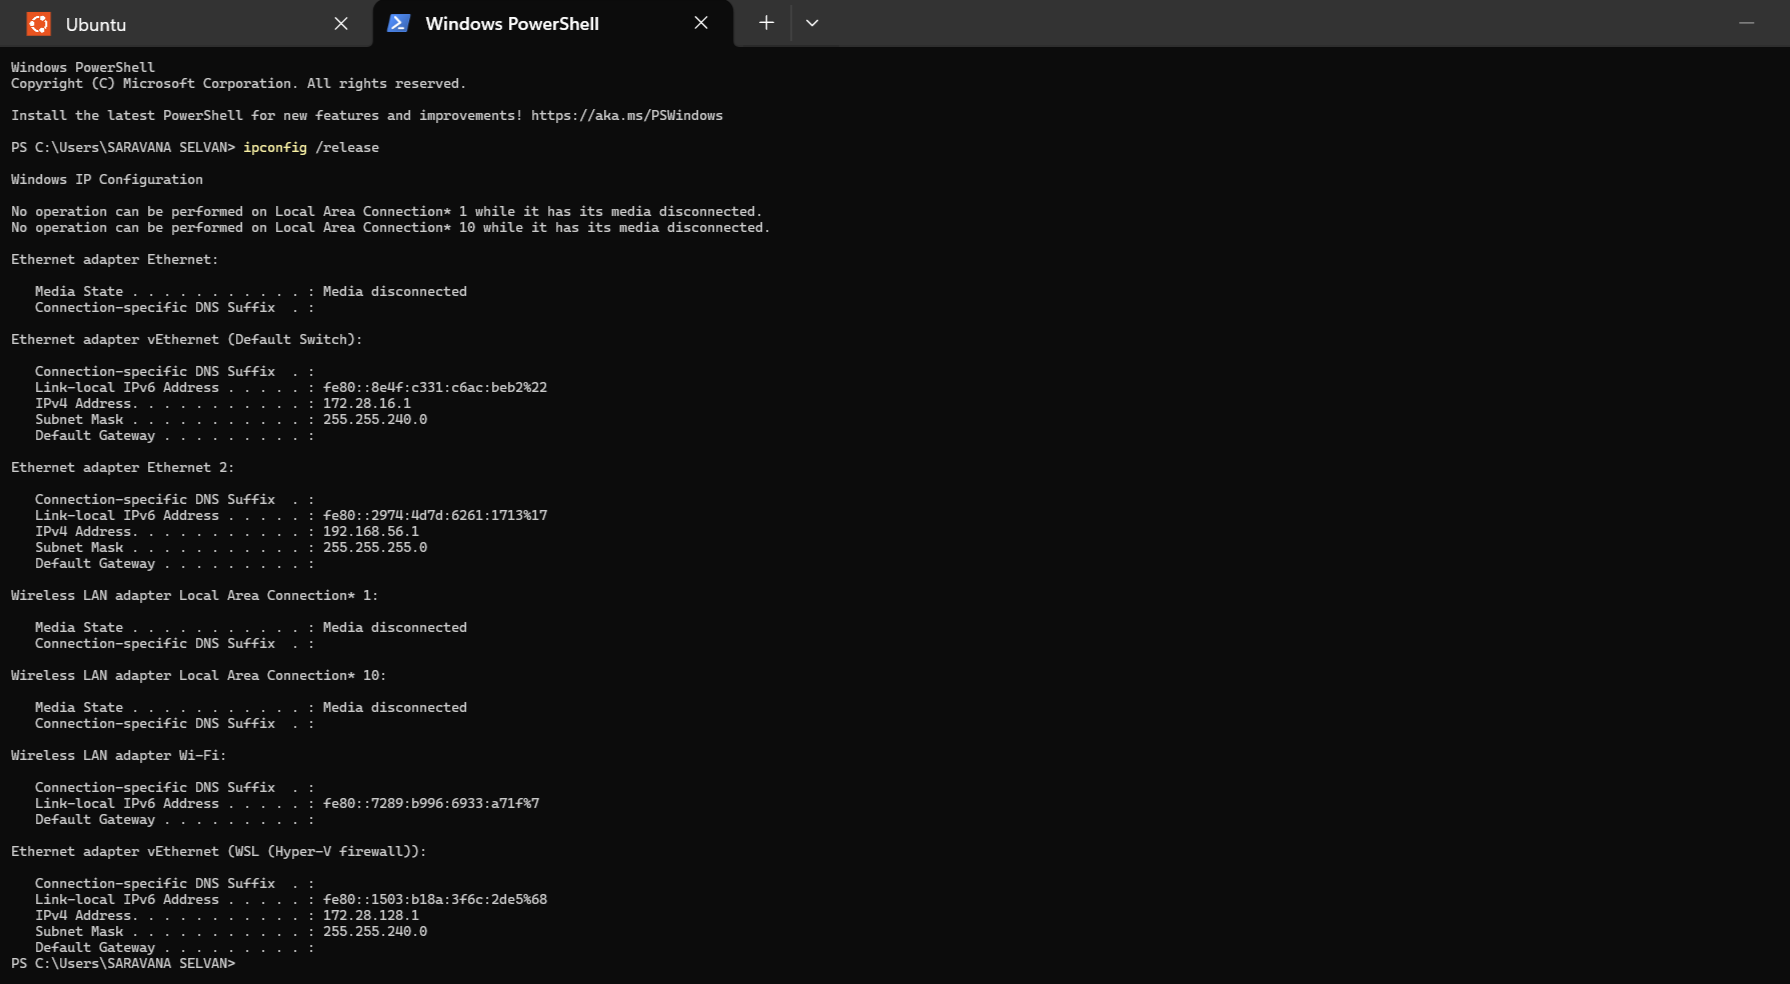 Ubuntu
Windows PowerShell
Windows PowerShell
Copyright (C) Microsoft Corporation. All rights reserved.
Install the latest PowerShell for new features and improvements! https://aka.ms/PSWindows
PS C:\Users\SARAVANA SELVAN> ipconfig /release
Windows IP Configuration
No operation can be performed on Local Area Connection* 1 while it has its media disconnected.
No operation can be performed on Local Area Connection* 10 while it has its media disconnected.
Ethernet adapter Ethernet:
Media State . . . . . . . . . . . : Media disconnected
Connection-specific DNS Suffix  . :
Ethernet adapter vEthernet (Default Switch):
Connection-specific DNS Suffix  . :
Link-local IPv6 Address . . . . . : fe80::8e4f:c331:c6ac:beb2%22
IPv4 Address. . . . . . . . . . . : 172.28.16.1
Subnet Mask . . . . . . . . . . . : 255.255.240.0
Default Gateway . . . . . . . . . :
Ethernet adapter Ethernet 2:
Connection-specific DNS Suffix  . :
Link-local IPv6 Address . . . . . : fe80::2974:4d7d:6261:1713%17
IPv4 Address. . . . . . . . . . . : 192.168.56.1
Subnet Mask . . . . . . . . . . . : 255.255.255.0
Default Gateway . . . . . . . . . :
Wireless LAN adapter Local Area Connection* 1:
Media State . . . . . . . . . . . : Media disconnected
Connection-specific DNS Suffix  . :
Wireless LAN adapter Local Area Connection* 10:
Media State . . . . . . . . . . . : Media disconnected
Connection-specific DNS Suffix  . :
Wireless LAN adapter Wi-Fi:
Connection-specific DNS Suffix  . :
Link-local IPv6 Address . . . . . : fe80::7289:b996:6933:a71f%7
Default Gateway . . . . . . . . . :
Ethernet adapter vEthernet (WSL (Hyper-V firewall)):
Connection-specific DNS Suffix  . :
Link-local IPv6 Address . . . . . : fe80::1503:b18a:3f6c:2de5%68
IPv4 Address. . . . . . . . . . . : 172.28.128.1
Subnet Mask . . . . . . . . . . . : 255.255.240.0
Default Gateway . . . . . . . . . :
PS C:\Users\SARAVANA SELVAN>